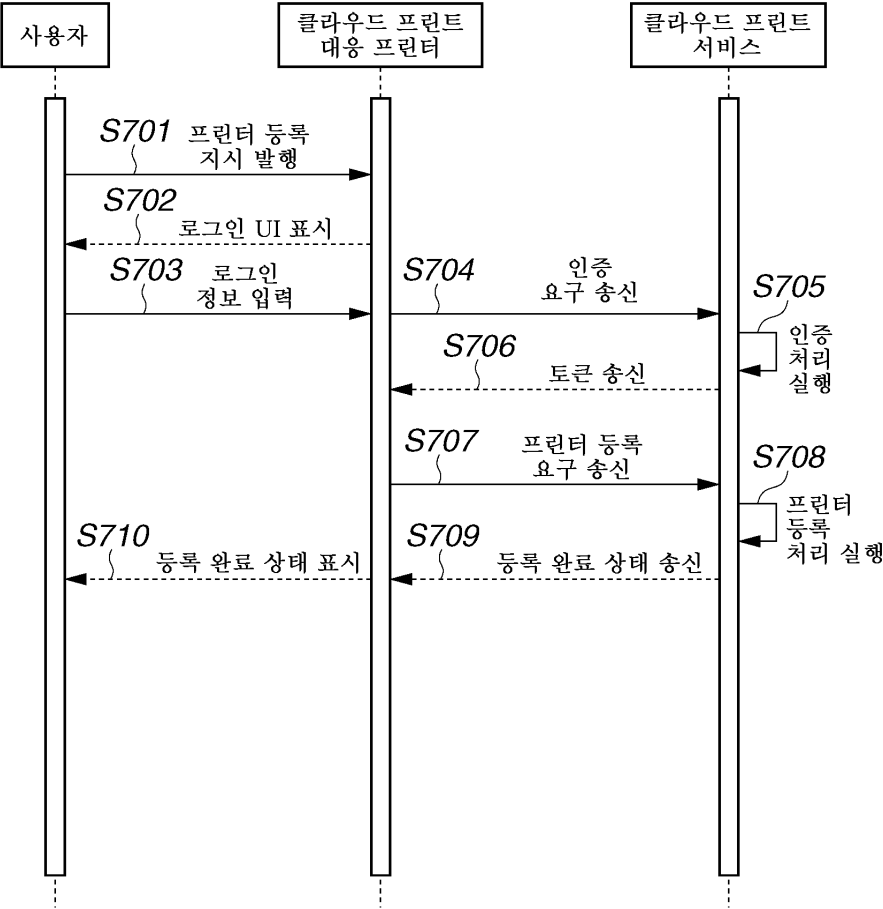 사용자
클라우드 프린트
대응 프린터
클라우드 프린트
서비스
S701
프린터 등록
지시 발행
S702
로그인 UI 표시
S703
로그인
정보 입력
S704
인증
요구 송신
S705
인증
처리
실행
S706
토큰 송신
S707
프린터 등록
요구 송신
S708
프린터
등록
처리 실행
S710
등록 완료 상태 표시
S709
등록 완료 상태 송신